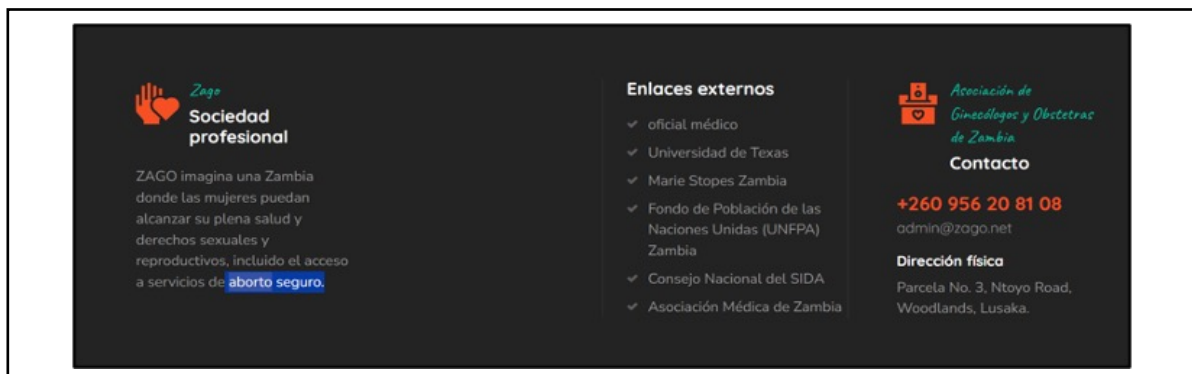 Zago
Sociedad
profesional
ZAGO imagina una Zambia
donde las mujeres puedan
alcanzar su plena salud y
derechos sexuales y
reproductivos, incluido el acceso
a servicios de aborto seguro.
Enlaces externos
oficial médico
Universidad de Texas
Marie Stopes Zambia
Fondo de Población de las
Naciones Unidas (UNFPA)
Zambia
Consejo Nacional del SIDA
Asociación Médica de Zambia
Asociación de
Ginecólogos y Obstetras
de Zambia
Contacto
+260 956 20 81 08
admin@zago.net
Dirección física
Parcela No. 3, Ntoyo Road,
Woodlands, Lusaka.